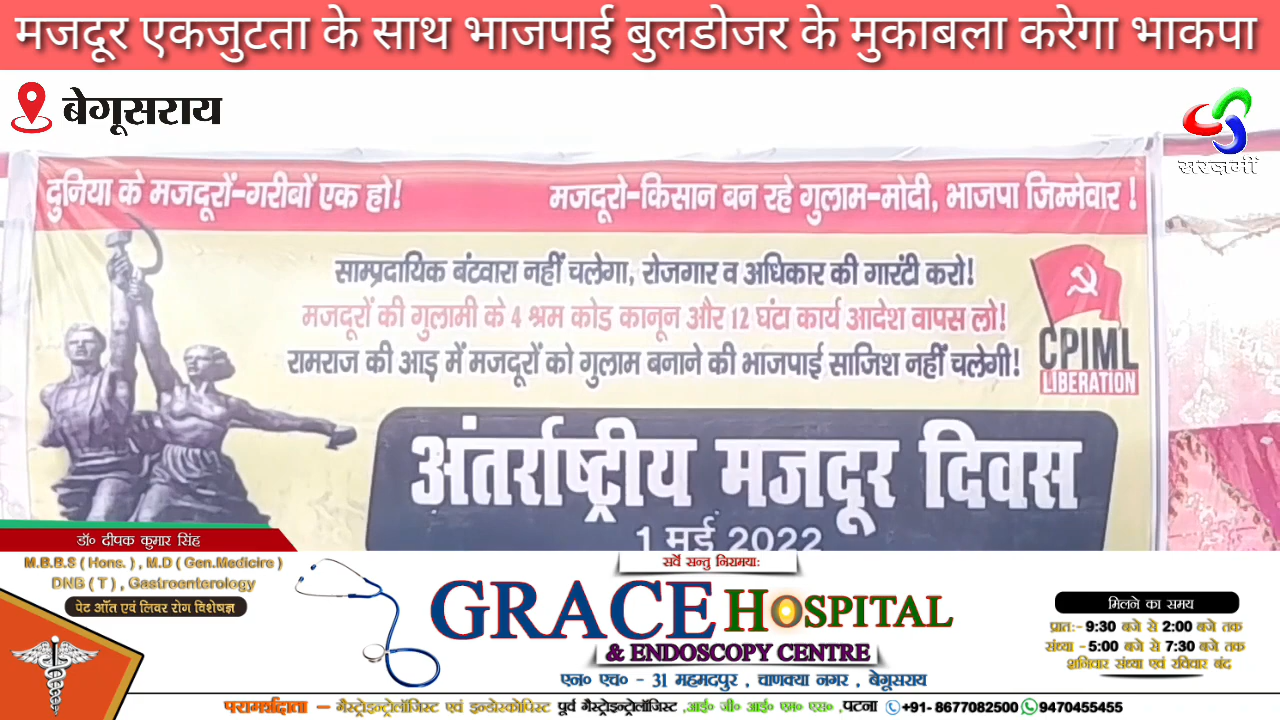 मजदूर एकजुटता के साथ भाजपाई बुलडोजर के मुकाबला करेगा भाकपा
बेगूसराय
सरज़मीं
दुनिया के मजदूरों-गरीबों एक हो!
मजदूरो-किसान बन रहे गुलाम-मोदी, भाजपा जिम्मेवार !
साम्प्रदायिक बंटवारा नहीं चलेगा, रोजगार व अधिकार की गारंटी करो!
मजदूरों की गुलामी के 4 श्रम कोड कानून और 12 घंटा कार्य आदेश वापस लो!
रामराज की आड़ में मजदूरों को गुलाम बनाने की भाजपाई साजिश नहीं चलेगी!
CPIML
LIBERATION
अंतर्राष्ट्रीय मजदूर दिवस
1 मई 2022
डॉ० दीपक कुमार सिंह
M.B.B.S ( Hons. ) , M.D ( Gen.Medicire )
DNB ( T ) , Gastroenterology
पेट आँत एवं लिवर रोग विशेषज्ञ
सर्वे सन्तु निरामयाः
GRACE HOSPITAL
& ENDOSCOPY CENTRE
एन० एच० - 31 महमदपुर , चाणक्या नगर , बेगूसराय
मिलने का समय
प्रातः- 9:30 बजे से 2:00 बजे तक
संध्या - 5:00 बजे से 7:30 बजे तक
शनिवार संध्या एवं रविवार बंद
परामर्शदाता – गैस्ट्रोइन्ट्रोलॉजिस्ट एवं इन्डोस्कोपिस्ट पूर्व गैस्ट्रोइन्ट्रोलॉजिस्ट ,आई० जी० आई० एम० एस० ,पटना +91- 8677082500 9470455455